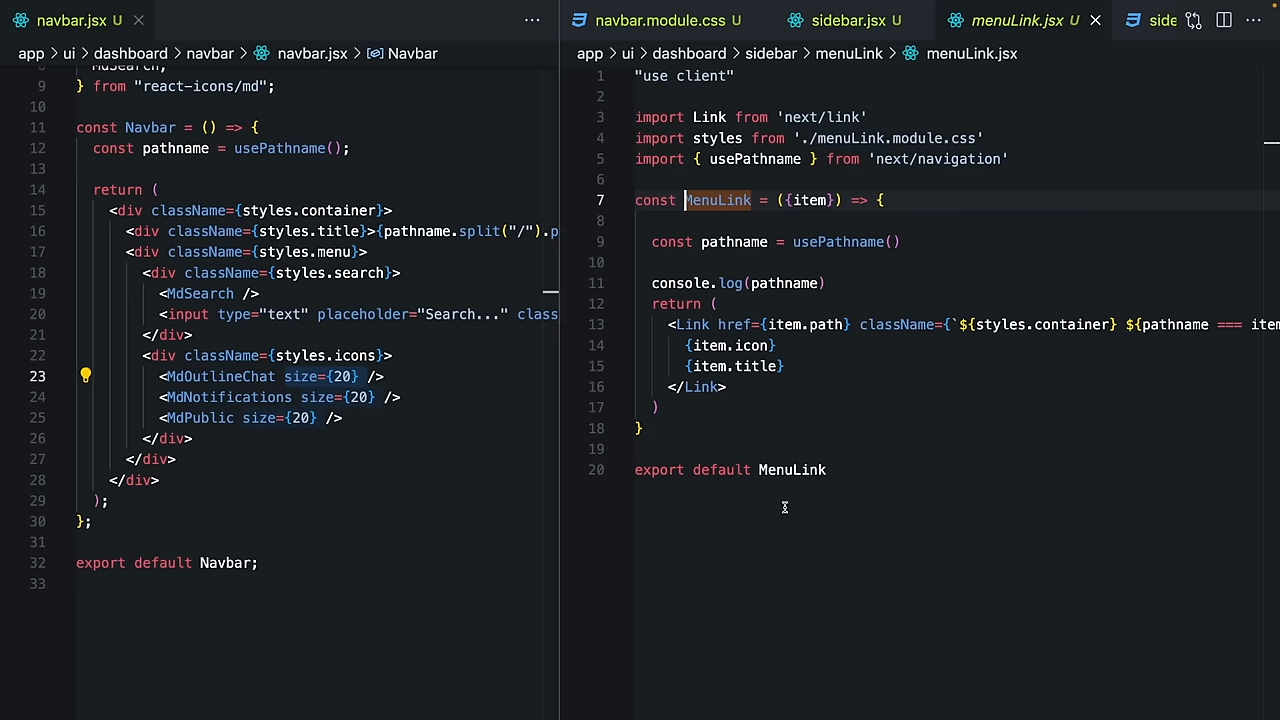 navbar.jsx U
app > ui > dashboard > navbar > navbar.jsx > Navbar
8 MdSearch,
9 } from "react-icons/md";
10
11 const Navbar = () => {
12 const pathname = usePathname();
13
14 return (
15 <div className={styles.container}>
16 <div className={styles.title}>{pathname.split("/").p
17 <div className={styles.menu}>
18 <div className={styles.search}>
19 <MdSearch />
20 <input type="text" placeholder="Search..." class
21 </div>
22 <div className={styles.icons}>
23 <MdOutlineChat size={20} />
24 <MdNotifications size={20} />
25 <MdPublic size={20} />
26 </div>
27 </div>
28 </div>
29 );
30 };
31
32 export default Navbar;
33
navbar.module.css U
sidebar.jsx U
menuLink.jsx U
side
app > ui > dashboard > sidebar > menuLink > menuLink.jsx
1 "use client"
2
3 import Link from 'next/link'
4 import styles from './menuLink.module.css'
5 import { usePathname } from 'next/navigation'
6
7 const MenuLink = ({item}) => {
8
9 const pathname = usePathname()
10
11 console.log(pathname)
12 return (
13 <Link href={item.path} className={`${styles.container} ${pathname === item
14 {item.icon}
15 {item.title}
16 </Link>
17 )
18 }
19
20 export default MenuLink